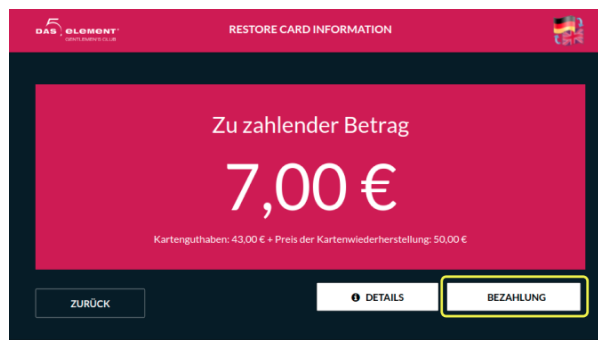 DAS 5 element
GENTLEMEN'S CLUB
RESTORE CARD INFORMATION
Zu zahlender Betrag
7,00 €
Kartenguthaben: 43,00 € + Preis der Kartenwiederherstellung: 50,00 €
ZURÜCK
DETAILS
BEZAHLUNG